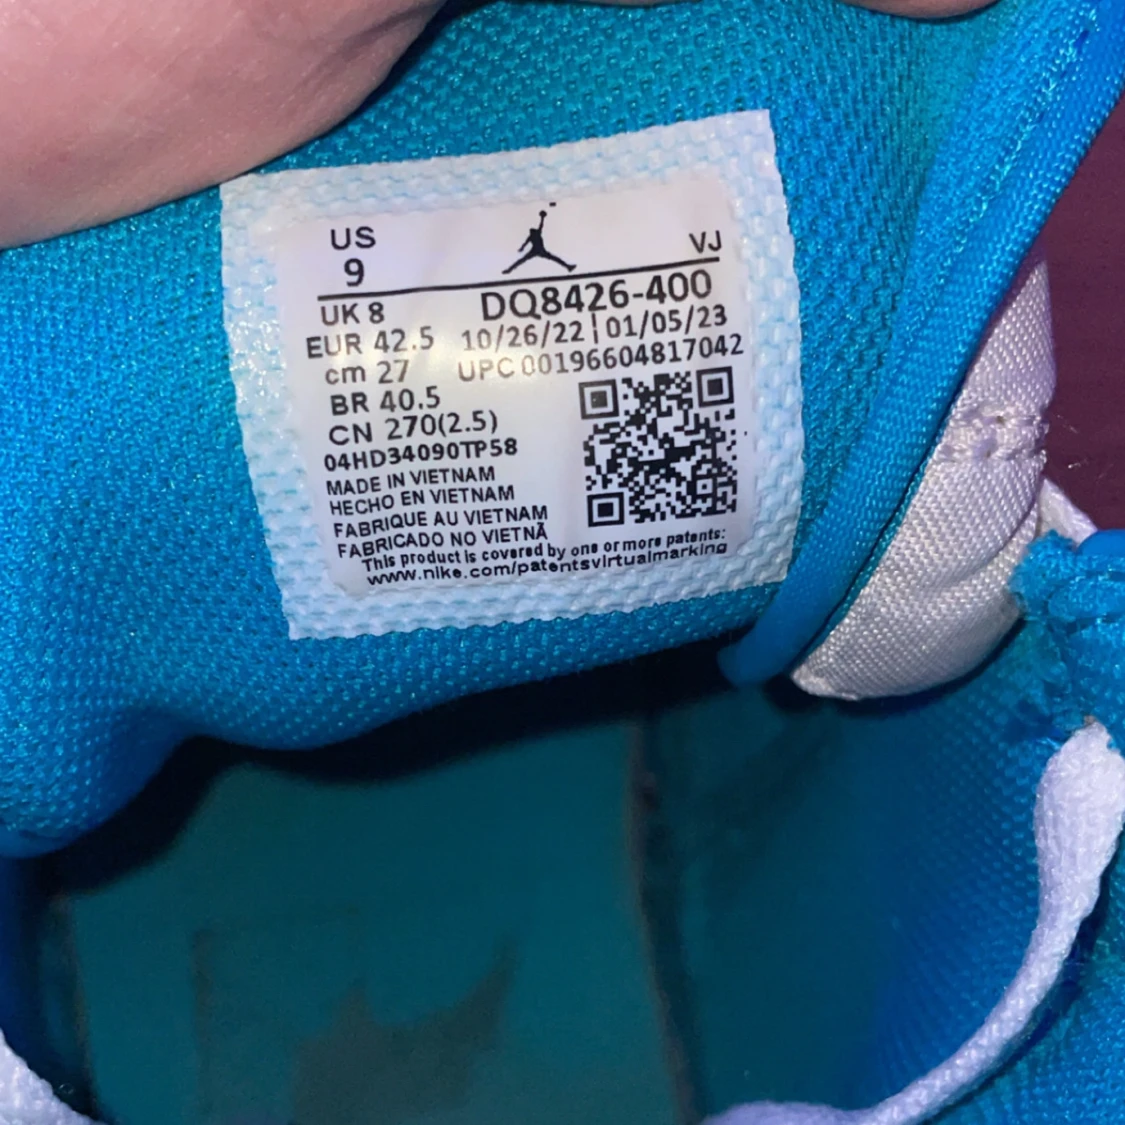 US
9
VJ
UK 8
DQ8426-400
EUR 42.5
10/26/22 | 01/05/23
cm 27
UPC 00196604817042
BR 40.5
CN 270(2.5)
04HD34090TP58
MADE IN VIETNAM
HECHO EN VIETNAM
FABRIQUE AU VIETNAM
FABRICADO NO VIETNÃ
This product is covered by one or more patents:
www.nike.com/patentsvirtualmarking